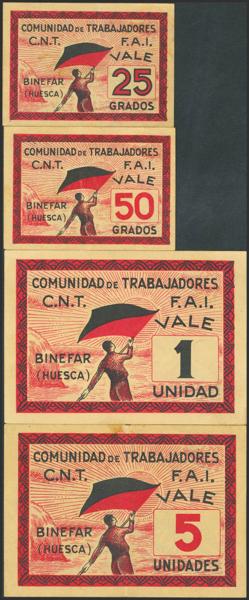 COMUNIDAD DE TRABAJADORES
C.N.T. F.A.I.
VALE
25
BINEFAR
(HUESCA)
GRADOS
COMUNIDAD DE TRABAJADORES
C.N.T. F.A.I.
VALE
50
BINEFAR
(HUESCA)
GRADOS
COMUNIDAD DE TRABAJADORES
C.N.T. F.A.I.
VALE
1
BINEFAR
(HUESCA)
UNIDAD
COMUNIDAD DE TRABAJADORES
C.N.T. F.A.I.
VALE
5
BINEFAR
(HUESCA)
UNIDADES